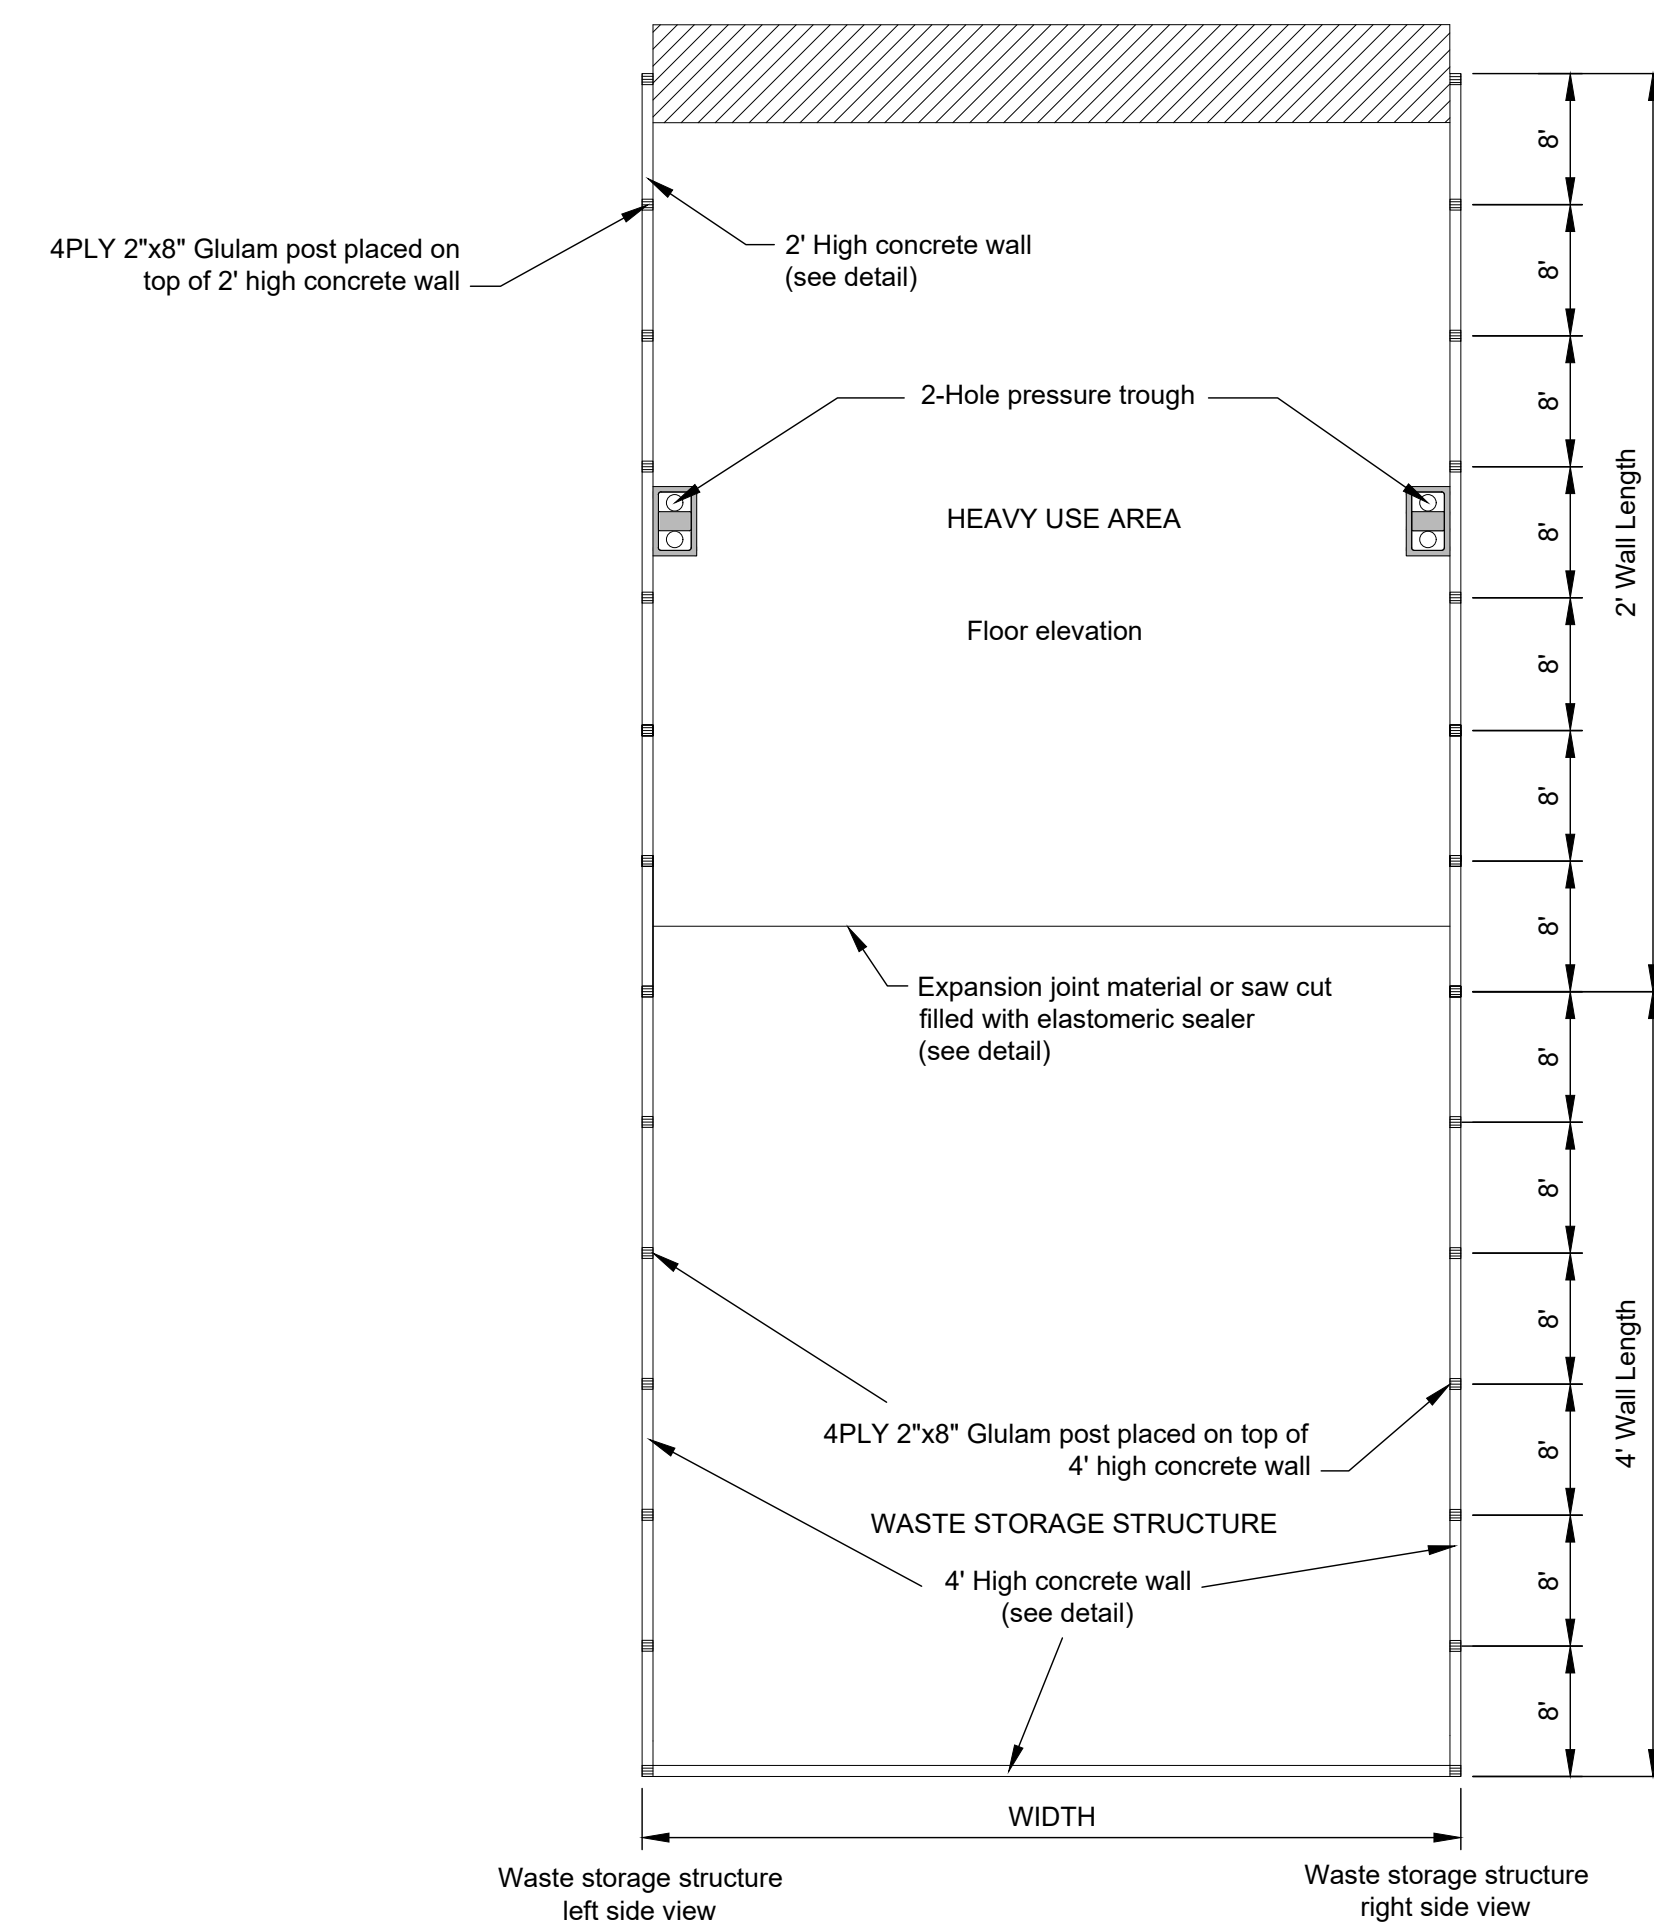 8'
4PLY 2"x8" Glulam post placed on
top of 2' high concrete wall
2' High concrete wall
(see detail)
8'
2-Hole pressure trough
8'
HEAVY USE AREA
8'
2' Wall Length
Floor elevation
8'
8'
8'
Expansion joint material or saw cut
filled with elastomeric sealer
(see detail)
8'
8'
8'
4' Wall Length
4PLY 2"x8" Glulam post placed on top of
4' high concrete wall
8'
WASTE STORAGE STRUCTURE
4' High concrete wall
(see detail)
8'
8'
WIDTH
Waste storage structure
left side view
Waste storage structure
right side view